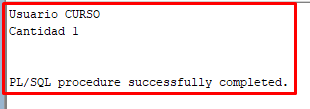 Usuario CURSO
Cantidad 1
PL/SQL procedure successfully completed.